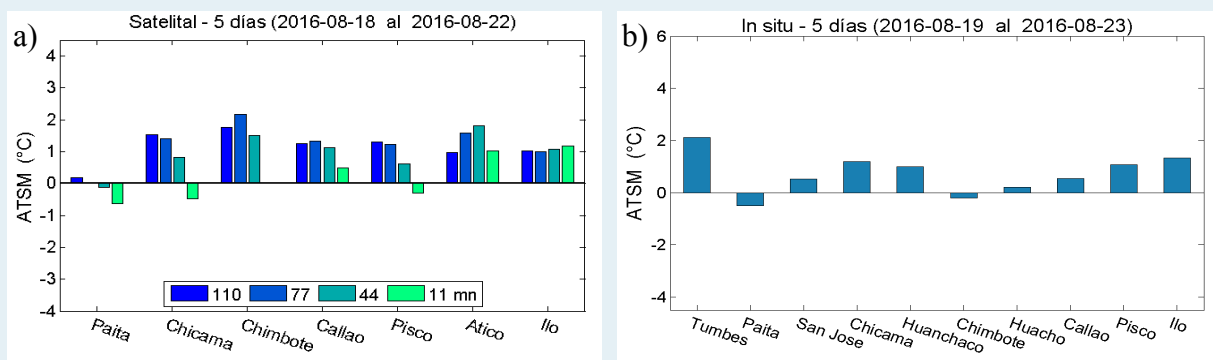 a)
Satelital - 5 días (2016-08-18 al 2016-08-22)
ATSM (°C)
4
3
2
1
0
-1
-2
-3
-4
110 77 44 11 mn
Paita Chicama Chimbote Callao Pisco Atico Ilo
b)
In situ - 5 días (2016-08-19 al 2016-08-23)
ATSM (°C)
6
4
2
0
-2
-4
Tumbes Paita San Jose Chicama Huanchaco Chimbote Huacho Callao Pisco Ilo